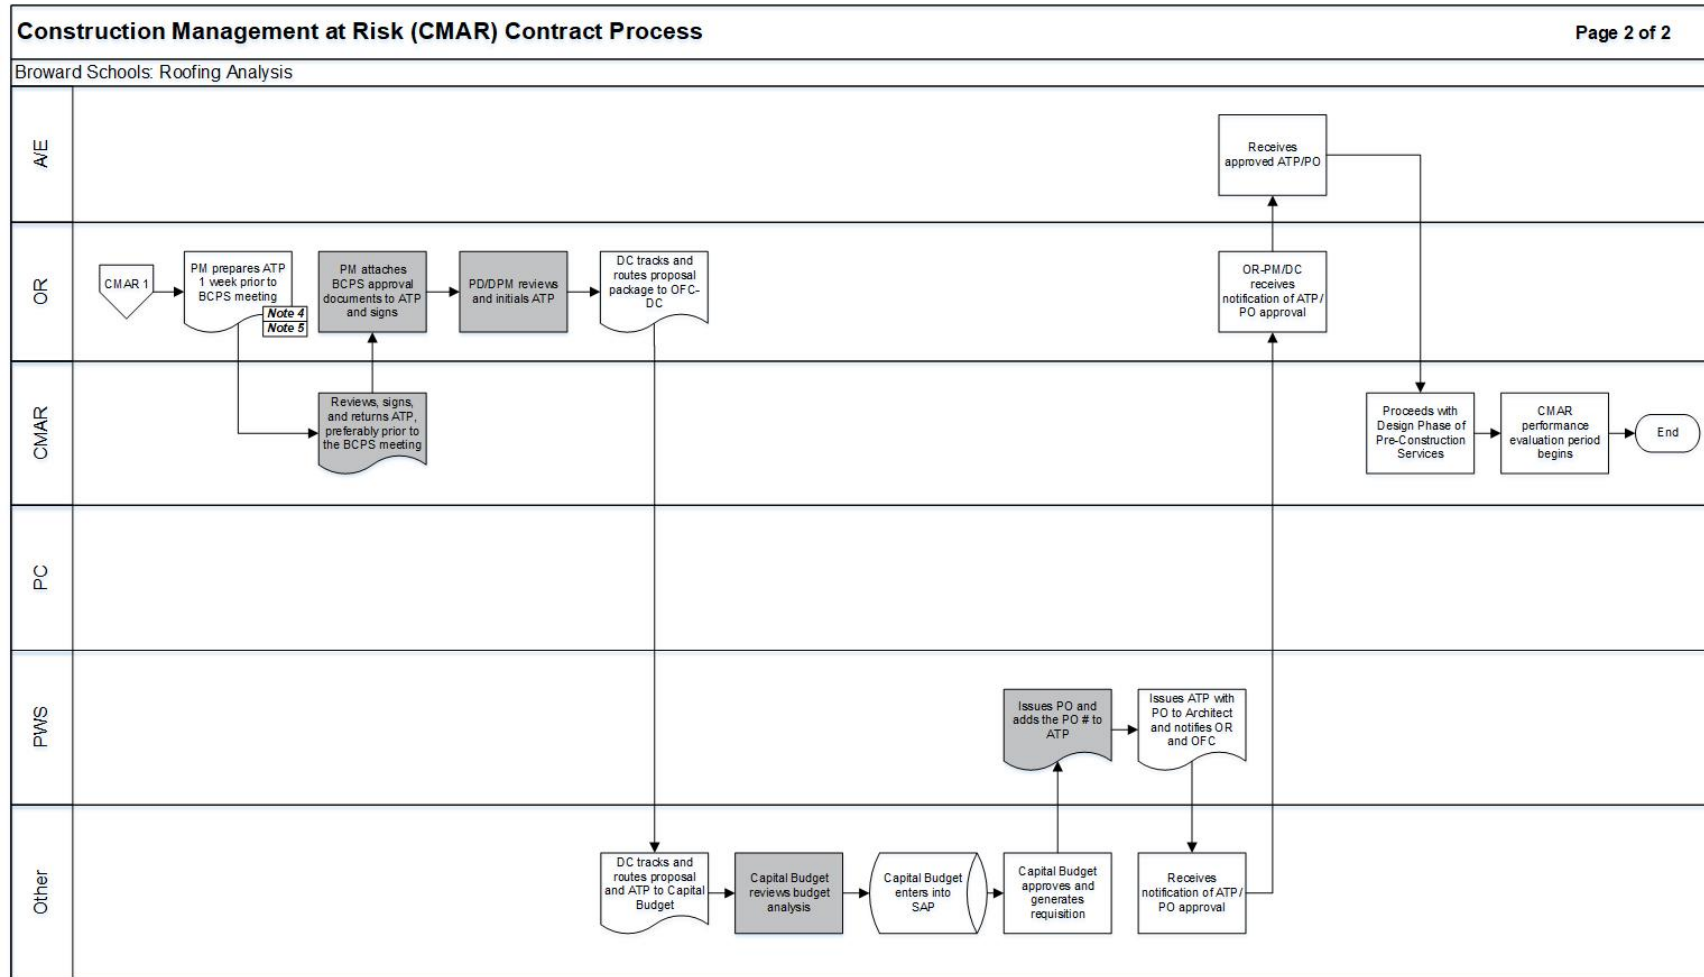 Construction Management at Risk (CMAR) Contract Process
Page 2 of 2
Broward Schools: Roofing Analysis
A/E
Receives
approved ATP/PO
OR
CMAR 1
PM prepares ATP
1 week prior to
BCPS meeting
Note 4
Note 5
PM attaches
BCPS approval
documents to ATP
and signs
PD/DPM reviews
and initials ATP
DC tracks and
routes proposal
package to OFC-
DC
OR-PM/DC
receives
notification of ATP/
PO approval
CMAR
Reviews, signs,
and returns ATP,
preferably prior to
the BCPS meeting
Proceeds with
Design Phase of
Pre-Construction
Services
CMAR
performance
evaluation period
begins
End
PC
PWS
Issues PO and
adds the PO # to
ATP
Issues ATP with
PO to Architect
and notifies OR
and OFC
Other
DC tracks and
routes proposal
and ATP to Capital
Budget
Capital Budget
reviews budget
analysis
Capital Budget
enters into
SAP
Capital Budget
approves and
generates
requisition
Receives
notification of ATP/
PO approval